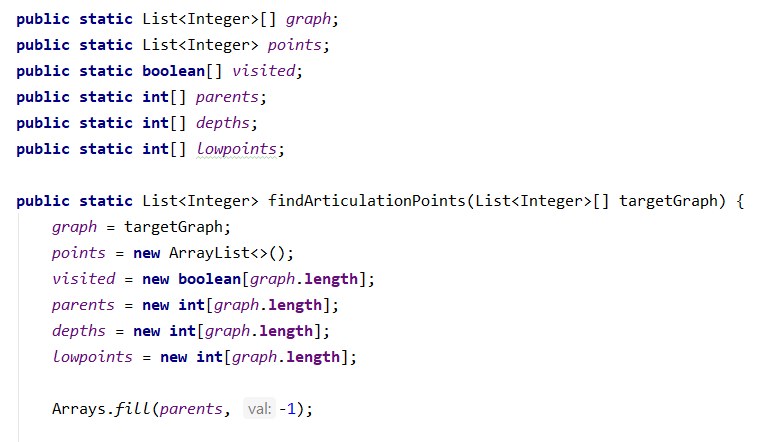 public static List<Integer>[] graph;
public static List<Integer> points;
public static boolean[] visited;
public static int[] parents;
public static int[] depths;
public static int[] lowpoints;
public static List<Integer> findArticulationPoints(List<Integer>[] targetGraph) {
graph = targetGraph;
points = new ArrayList<>();
visited = new boolean[graph.length];
parents = new int[graph.length];
depths = new int[graph.length];
lowpoints = new int[graph.length];
Arrays.fill(parents, val: -1);